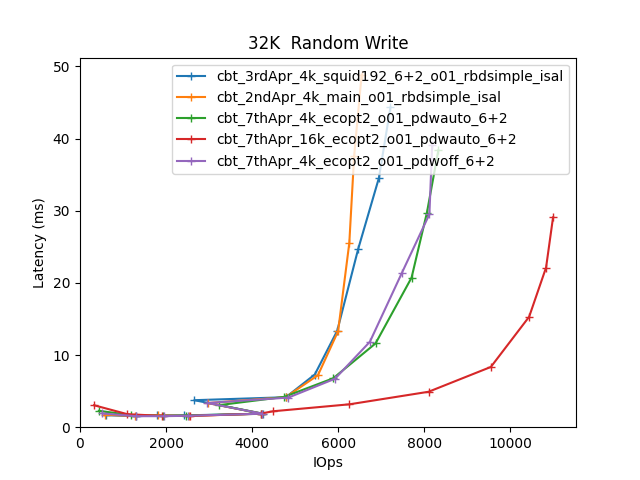 32K  Random Write
cbt_3rdApr_4k_squid192_6+2_o01_rbdsimple_isal
cbt_2ndApr_4k_main_o01_rbdsimple_isal
cbt_7thApr_4k_ecopt2_o01_pdwauto_6+2
cbt_7thApr_16k_ecopt2_o01_pdwauto_6+2
cbt_7thApr_4k_ecopt2_o01_pdwoff_6+2
Latency (ms)
50
40
30
20
10
0
0 2000 4000 6000 8000 10000
IOps